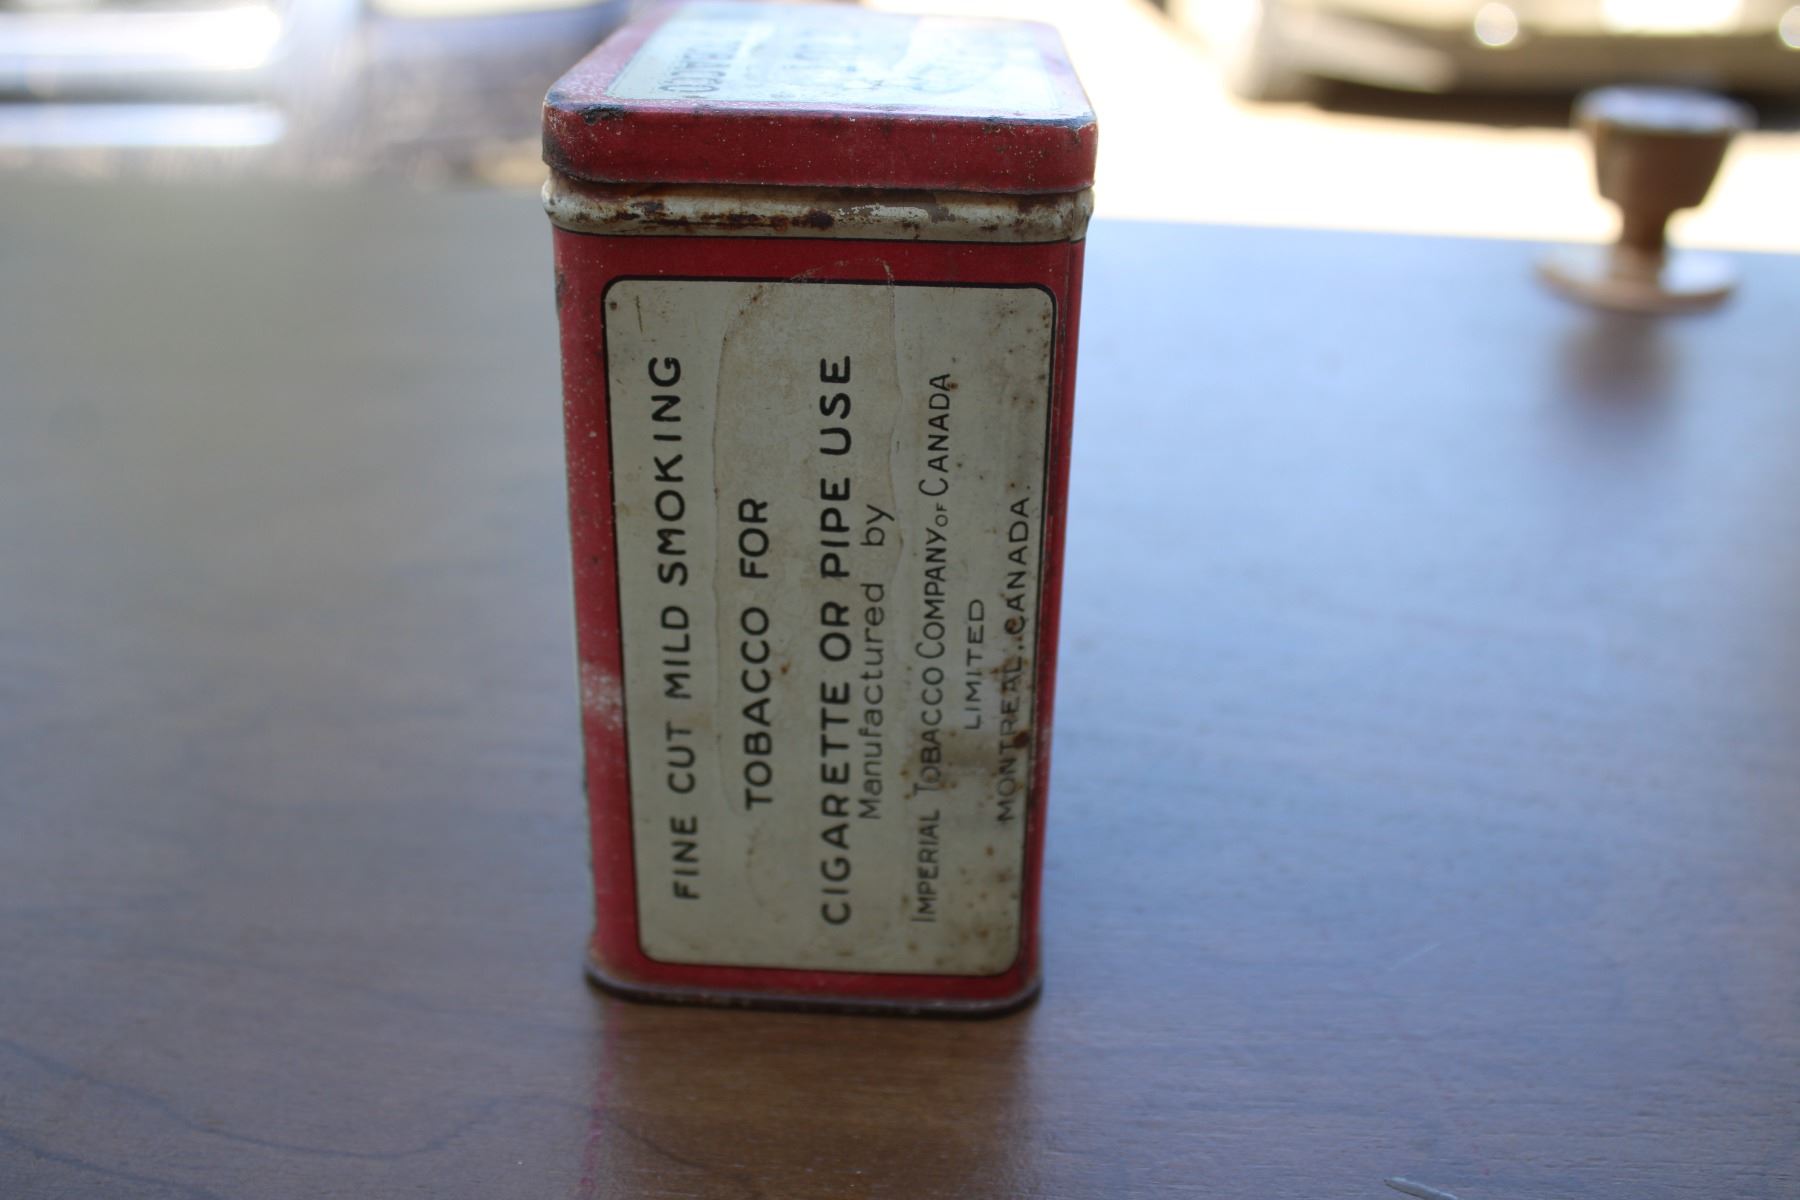 TOBACCO
FINE CUT MILD SMOKING
TOBACCO FOR
CIGARETTE OR PIPE USE
Manufactured by
IMPERIAL TOBACCO COMPANY OF CANADA
LIMITED
MONTREAL, CANADA.